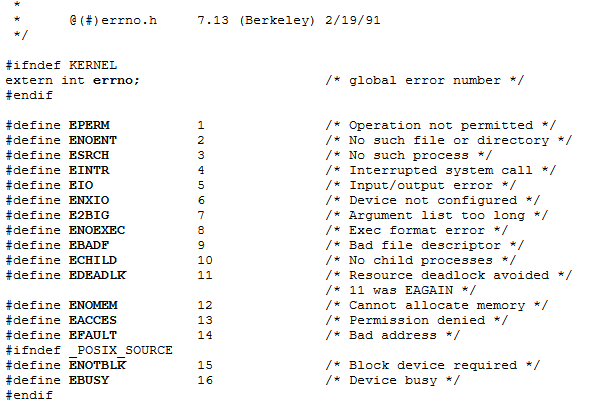 *
*      @(#)errno.h     7.13 (Berkeley) 2/19/91
*/
#ifndef KERNEL
extern int errno;                       /* global error number */
#endif
#define EPERM           1               /* Operation not permitted */
#define ENOENT          2               /* No such file or directory */
#define ESRCH           3               /* No such process */
#define EINTR           4               /* Interrupted system call */
#define EIO             5               /* Input/output error */
#define ENXIO           6               /* Device not configured */
#define E2BIG           7               /* Argument list too long */
#define ENOEXEC         8               /* Exec format error */
#define EBADF           9               /* Bad file descriptor */
#define ECHILD          10              /* No child processes */
#define EDEADLK         11              /* Resource deadlock avoided */
                                        /* 11 was EAGAIN */
#define ENOMEM          12              /* Cannot allocate memory */
#define EACCES          13              /* Permission denied */
#define EFAULT          14              /* Bad address */
#ifndef _POSIX_SOURCE
#define ENOTBLK         15              /* Block device required */
#define EBUSY           16              /* Device busy */
#endif